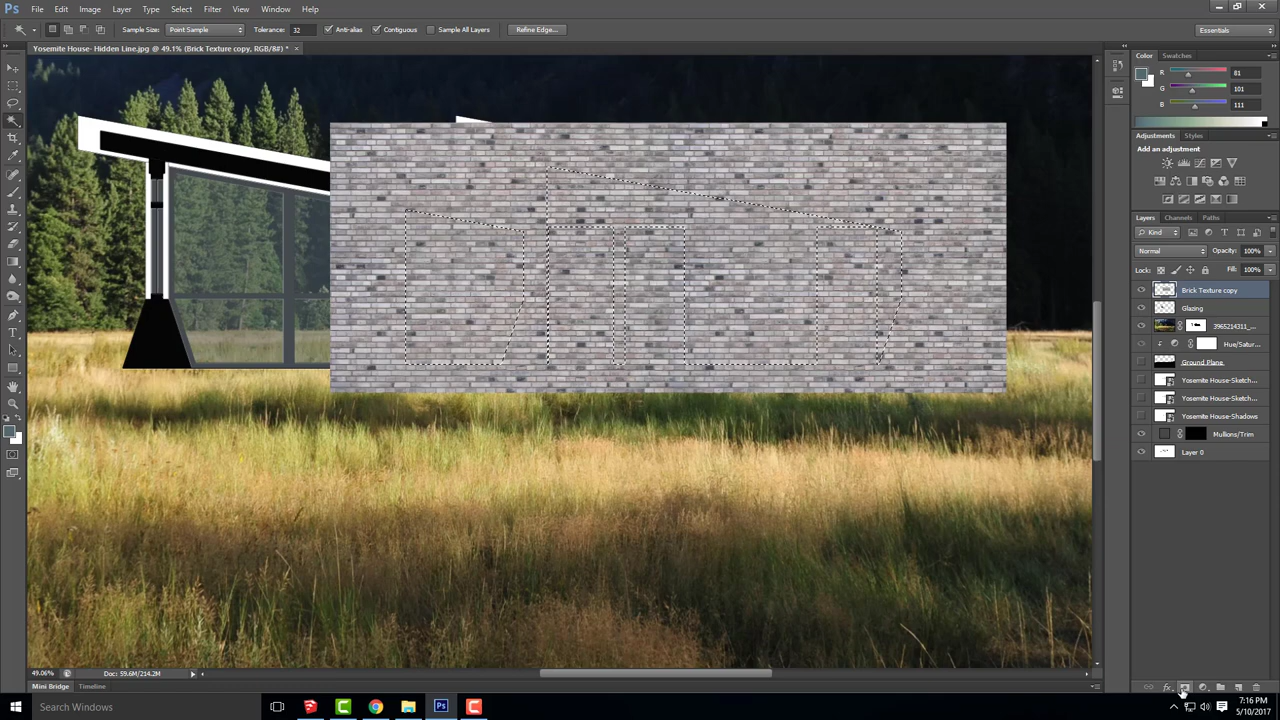 Ps File Edit Image Layer Type Select Filter View Window Help
Sample Size: Point Sample Tolerance: 32 Anti-alias Contiguous Sample All Layers Refine Edge... Essentials
Yosemite House- Hidden Line.jpg @ 49.1% (Brick Texture copy, RGB/8#) * ×
Color Swatches
R 81
G 101
B 111
Adjustments Styles
Add an adjustment
Layers Channels Paths
Kind
Normal Opacity: 100%
Lock: Fill: 100%
Brick Texture copy
Glazing
3965214311_...
Hue/Satur...
Ground Plane
Yosemite House-Sketch...
Yosemite House-Sketch...
Yosemite House-Shadows
Mullions/Trim
Layer 0
fx
49.06% Doc: 59.6M/214.2M
Mini Bridge Timeline
Search Windows Ps
7:16 PM
5/10/2017